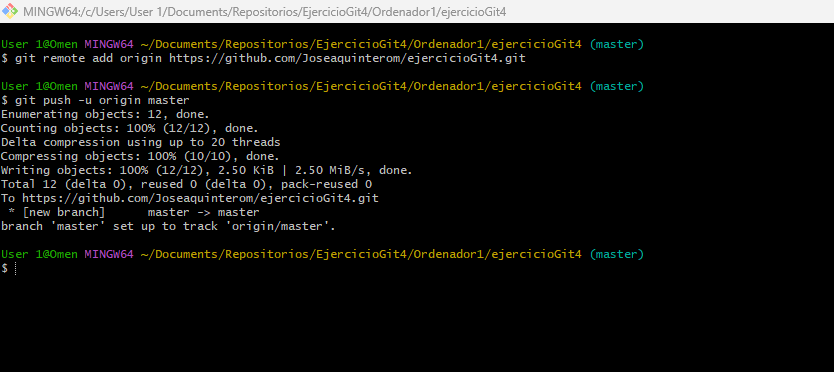 MINGW64:/c/Users/User 1/Documents/Repositorios/EjercicioGit4/Ordenador1/ejercicioGit4
User 1@Omen MINGW64 ~/Documents/Repositorios/EjercicioGit4/Ordenador1/ejercicioGit4 (master)
$ git remote add origin https://github.com/Joseaquinterom/ejercicioGit4.git
User 1@Omen MINGW64 ~/Documents/Repositorios/EjercicioGit4/Ordenador1/ejercicioGit4 (master)
$ git push -u origin master
Enumerating objects: 12, done.
Counting objects: 100% (12/12), done.
Delta compression using up to 20 threads
Compressing objects: 100% (10/10), done.
Writing objects: 100% (12/12), 2.50 KiB | 2.50 MiB/s, done.
Total 12 (delta 0), reused 0 (delta 0), pack-reused 0
To https://github.com/Joseaquinterom/ejercicioGit4.git
 * [new branch]      master -> master
branch 'master' set up to track 'origin/master'.
User 1@Omen MINGW64 ~/Documents/Repositorios/EjercicioGit4/Ordenador1/ejercicioGit4 (master)
$